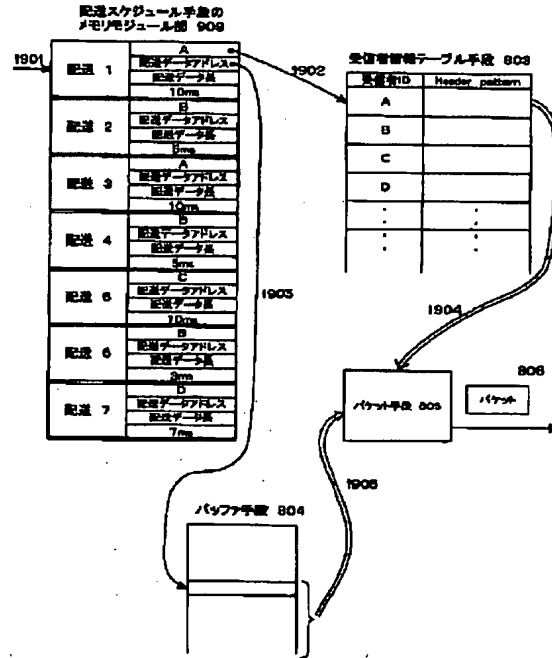 配送スケジュール手段の
メモリモジュール部 909
1901
配送 1
A
配送データアドレス
配送データ長
10ms
配送 2
B
配送データアドレス
配送データ長
配送 3
A
配送データアドレス
配送データ長
10ms
配送 4
B
配送データアドレス
配送データ長
5ms
C
配送データアドレス
配送データ長
10ms
配送 6
B
配送データアドレス
配送データ長
3ms
配送 7
D
配送データアドレス
配送データ長
7ms
1902
受信者情報テーブル手段 803
受信者ID
Header pattern
A
B
C
D
1903
1904
パケット手段 805
806
パケット
1905
バッファ手段 804